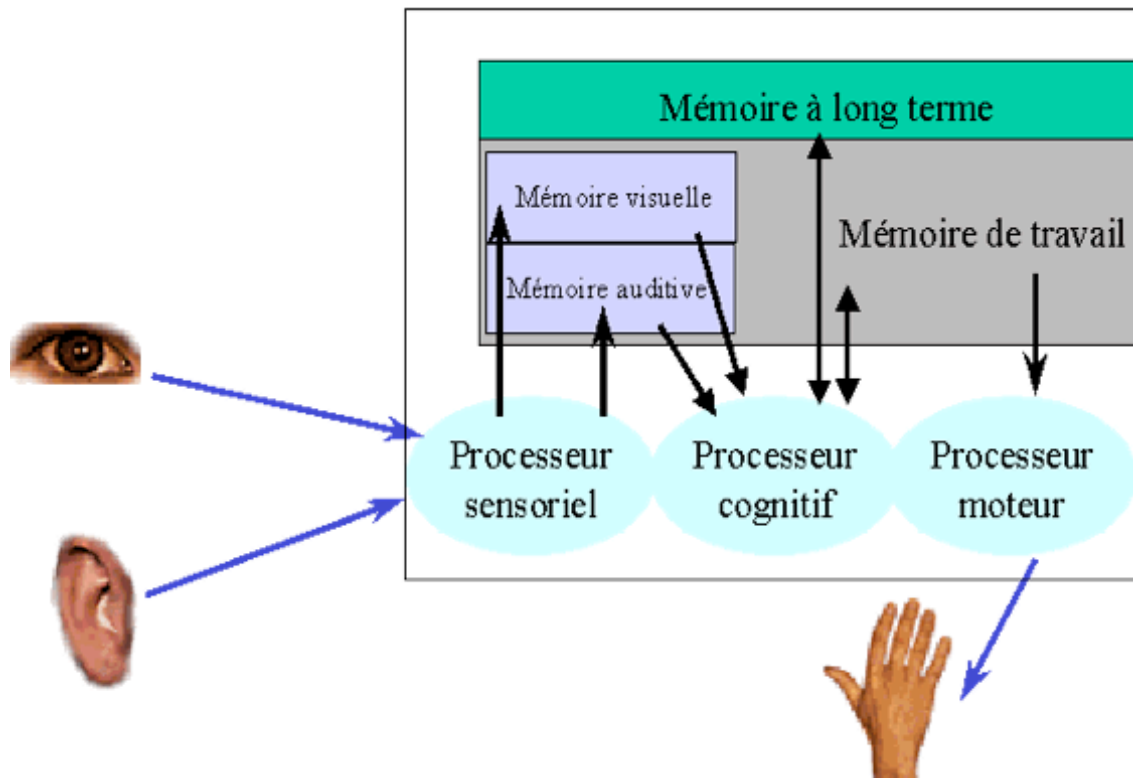 Mémoire à long terme
Mémoire visuelle
Mémoire de travail
Mémoire auditive
Processeur
sensoriel
Processeur
cognitif
Processeur
moteur